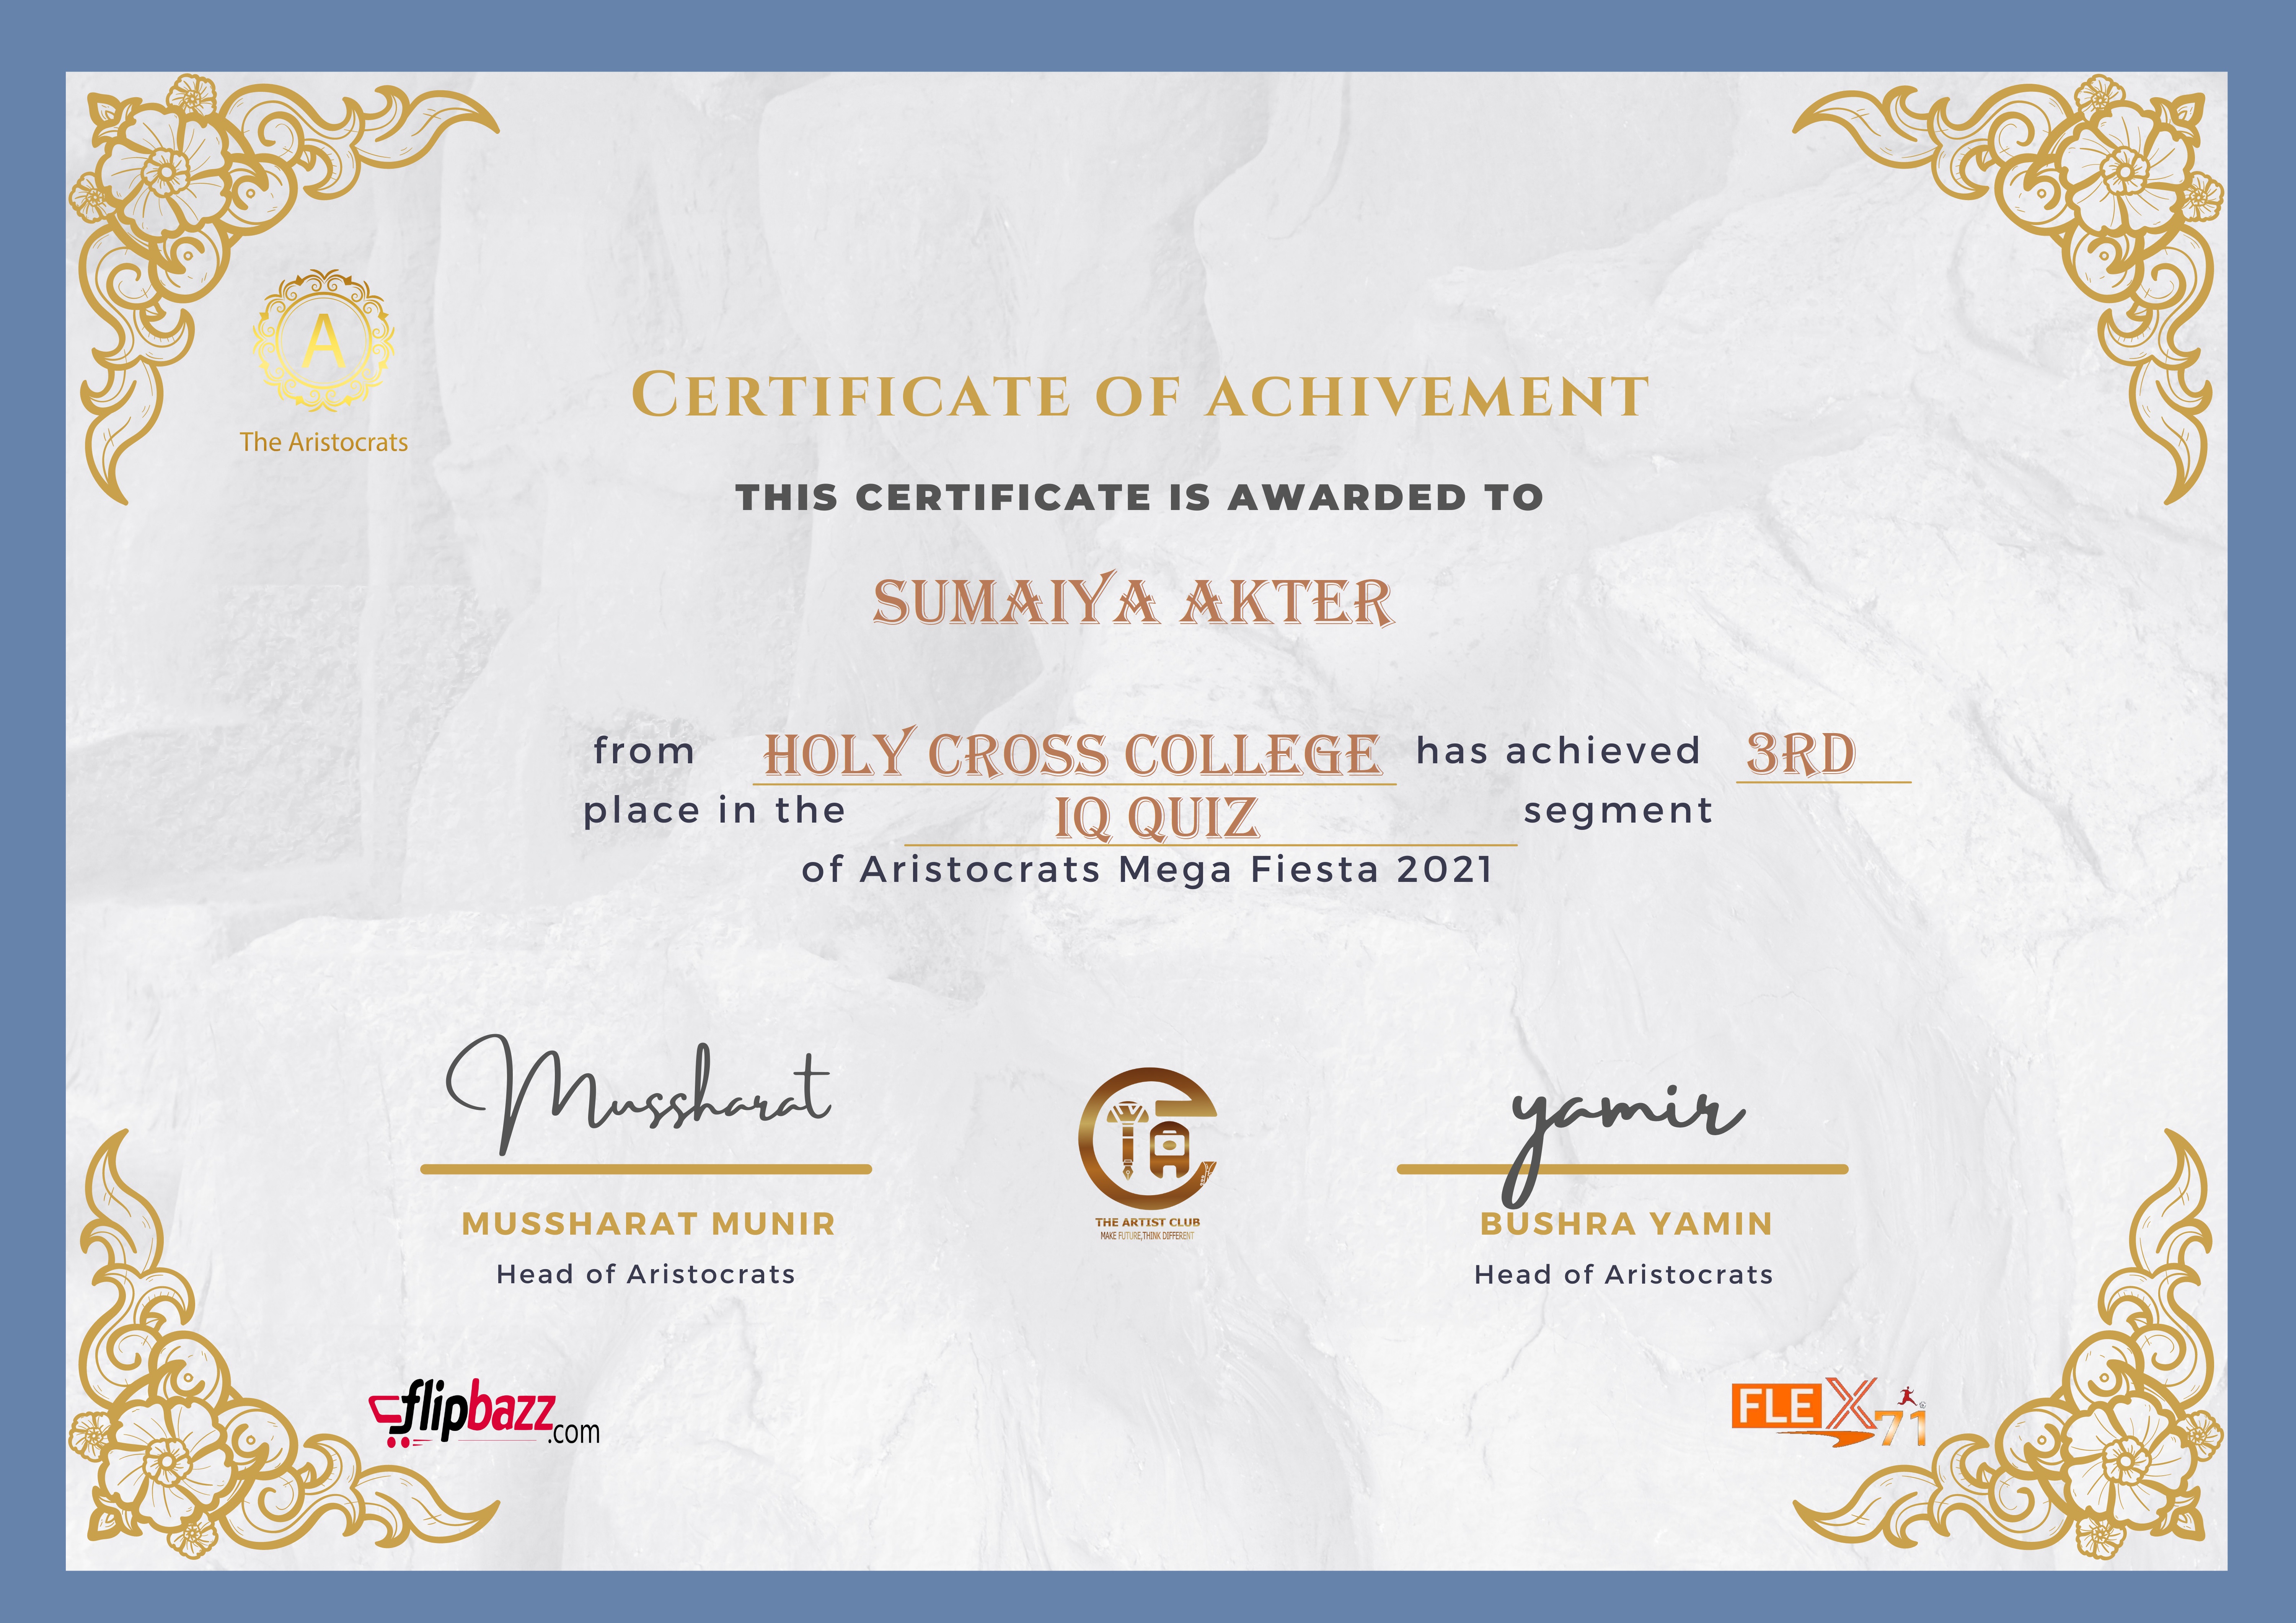 A
The Aristocrats
CERTIFICATE OF ACHIVEMENT
THIS CERTIFICATE IS AWARDED TO
SUMAIYA AKTER
from HOLY CROSS COLLEGE has achieved 3RD
place in the IQ QUIZ segment
of Aristocrats Mega Fiesta 2021
Mussharat
yamir
MUSSHARAT MUNIR
BUSHRA YAMIN
Head of Aristocrats
Head of Aristocrats
THE ARTIST CLUB
MAKE FUTURE,THINK DIFFERENT
flipbazz.com
FLEX 71